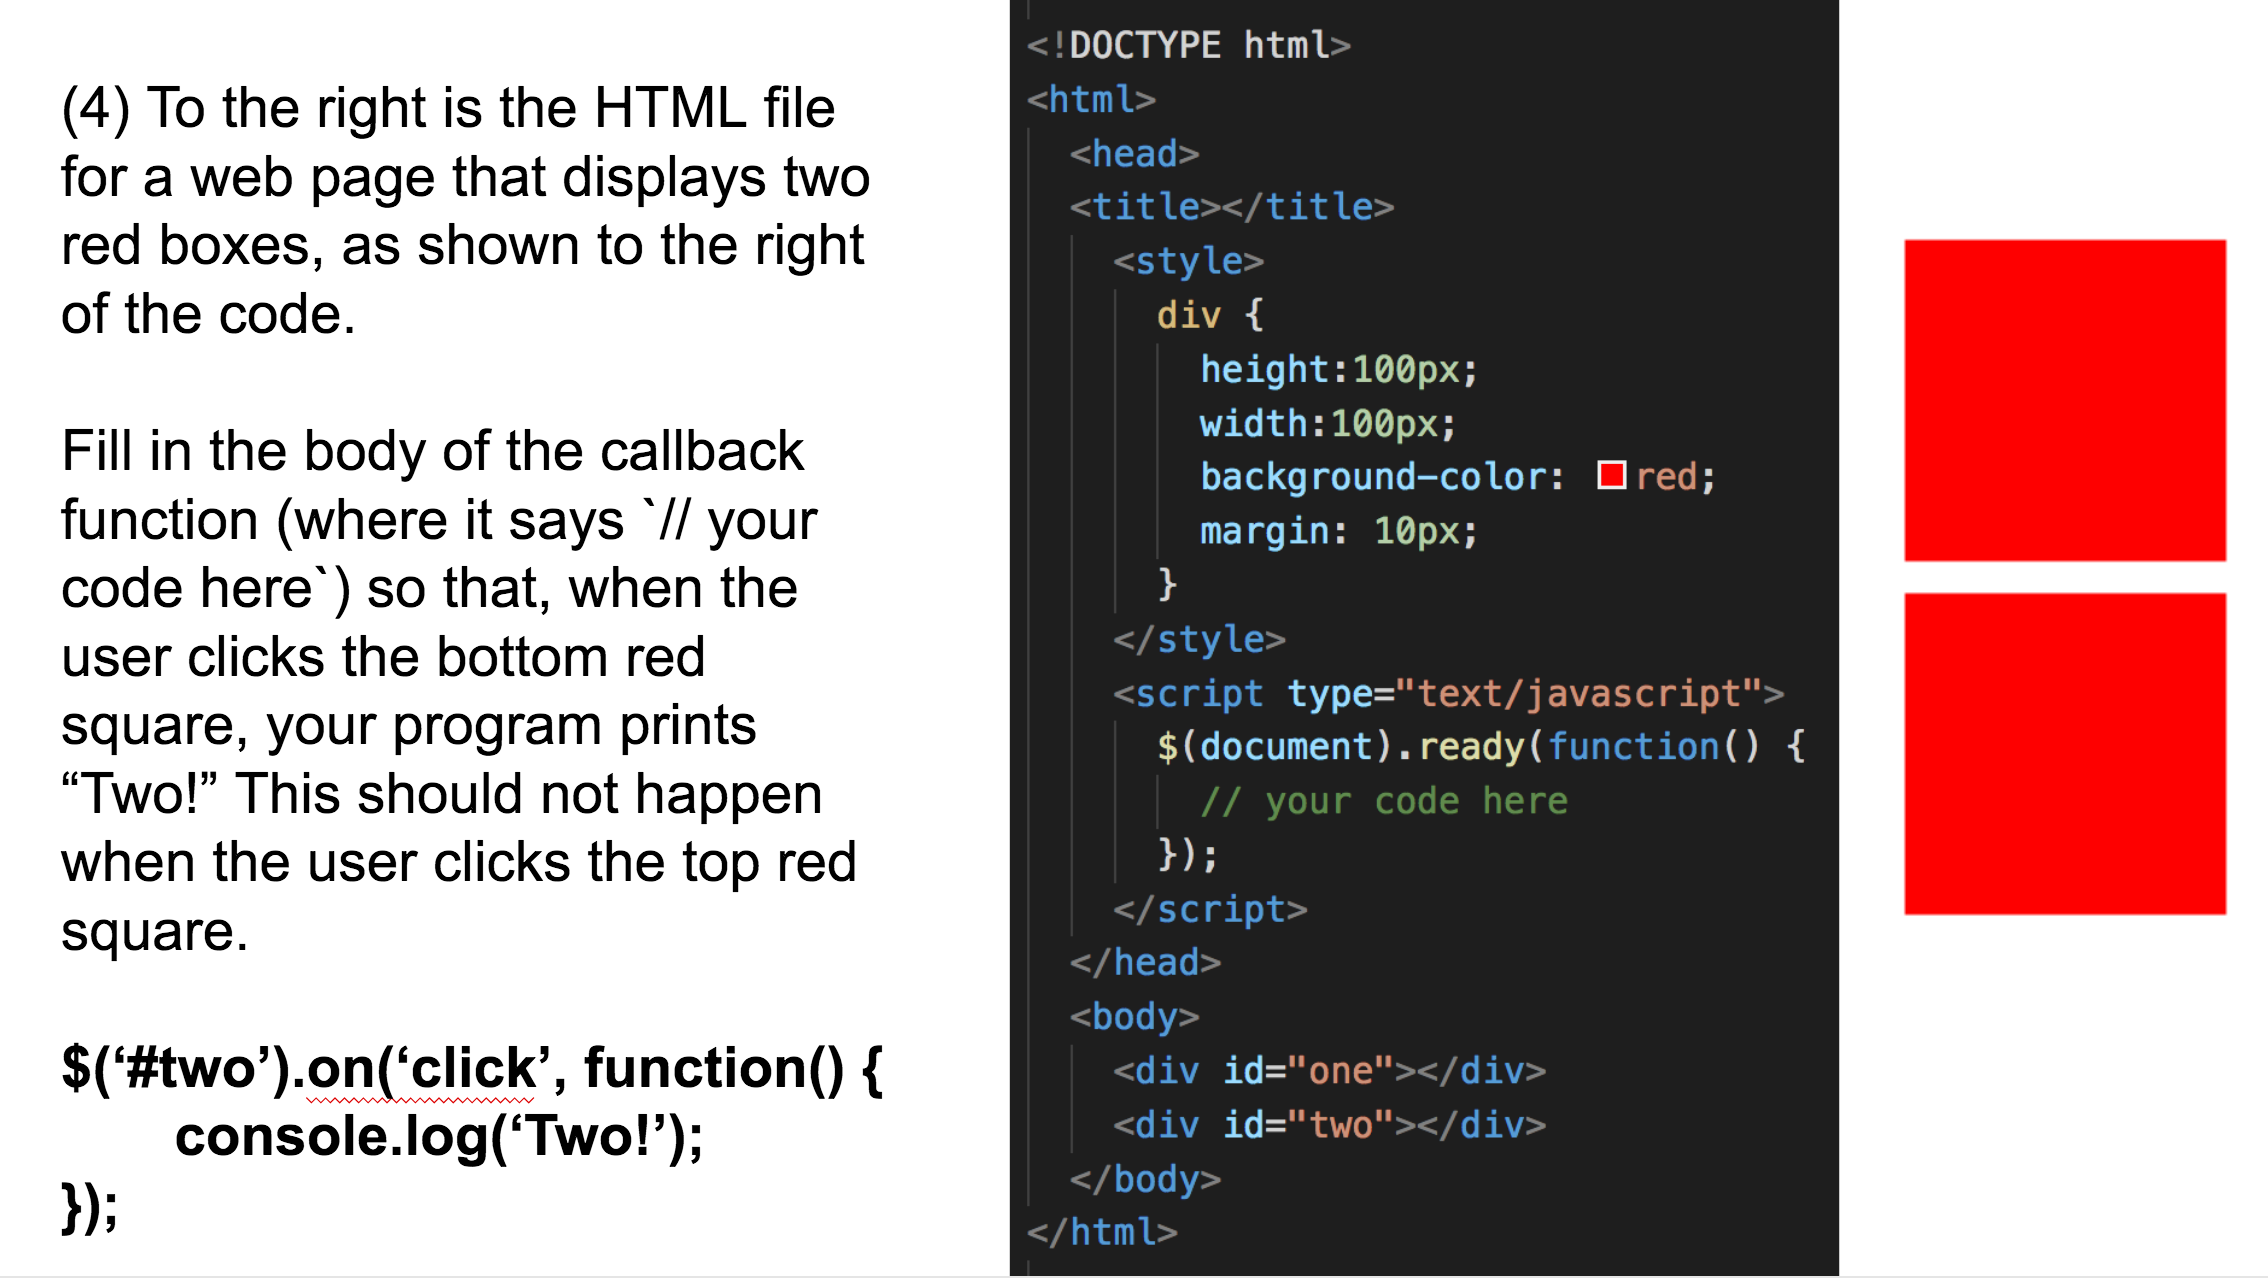 (4) To the right is the HTML file
for a web page that displays two
red boxes, as shown to the right
of the code.
Fill in the body of the callback
function (where it says `// your
code here`) so that, when the
user clicks the bottom red
square, your program prints
“Two!” This should not happen
when the user clicks the top red
square.
$(‘#two’).on(‘click’, function() {
console.log(‘Two!’);
});
<!DOCTYPE html>
<html>
<head>
<title></title>
<style>
div {
height:100px;
width:100px;
background-color: red;
margin: 10px;
}
</style>
<script type="text/javascript">
$(document).ready(function() {
// your code here
});
</script>
</head>
<body>
<div id="one"></div>
<div id="two"></div>
</body>
</html>